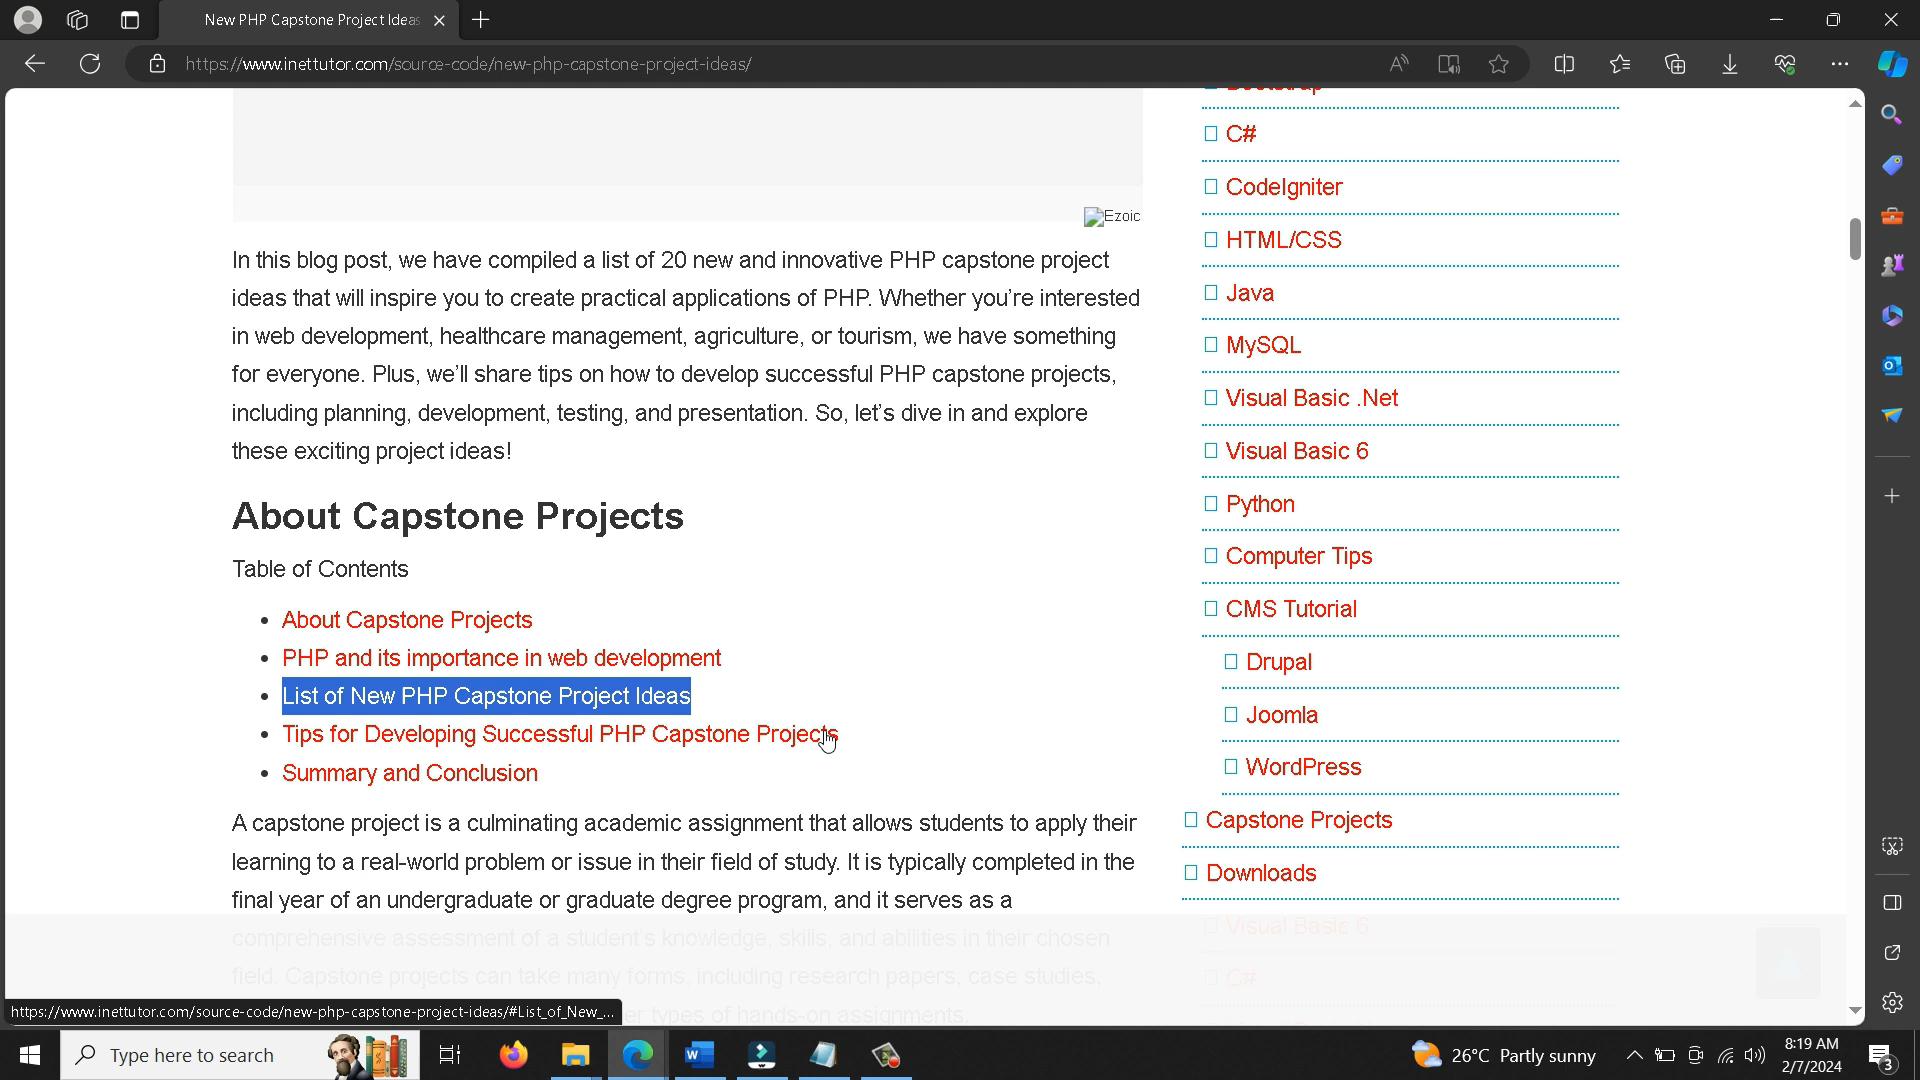 New PHP Capstone Project Ideas
https://www.inettutor.com/source-code/new-php-capstone-project-ideas/
Ezoic
In this blog post, we have compiled a list of 20 new and innovative PHP capstone project
ideas that will inspire you to create practical applications of PHP. Whether you're interested
in web development, healthcare management, agriculture, or tourism, we have something
for everyone. Plus, we'll share tips on how to develop successful PHP capstone projects,
including planning, development, testing, and presentation. So, let's dive in and explore
these exciting project ideas!
About Capstone Projects
Table of Contents
• About Capstone Projects
• PHP and its importance in web development
• List of New PHP Capstone Project Ideas
• Tips for Developing Successful PHP Capstone Projects
• Summary and Conclusion
A capstone project is a culminating academic assignment that allows students to apply their
learning to a real-world problem or issue in their field of study. It is typically completed in the
final year of an undergraduate or graduate degree program, and it serves as a
comprehensive assessment of a student's knowledge, skills, and abilities in their chosen
field. Capstone projects can take many forms, including research papers, case studies,
er types of hands-on assignments.
Bootstrap
C#
CodeIgniter
HTML/CSS
Java
MySQL
Visual Basic .Net
Visual Basic 6
Python
Computer Tips
CMS Tutorial
Drupal
Joomla
WordPress
Capstone Projects
Downloads
Visual Basic 6
C#
https://www.inettutor.com/source-code/new-php-capstone-project-ideas/#List_of_New_...
Type here to search
26°C Partly sunny
8:19 AM
2/7/2024
3